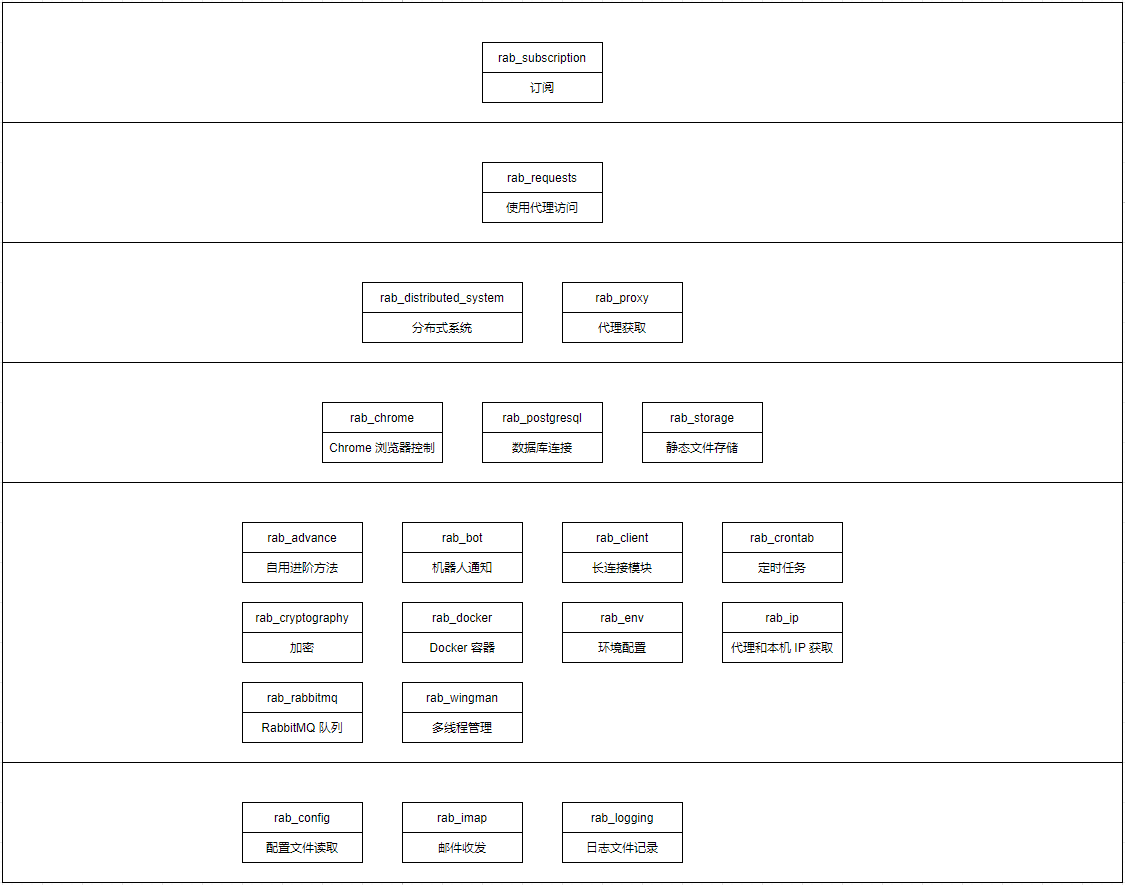 rab_subscription
订阅
rab_requests
使用代理访问
rab_distributed_system
分布式系统
rab_proxy
代理获取
rab_chrome
Chrome 浏览器控制
rab_postgresql
数据库连接
rab_storage
静态文件存储
rab_advance
自用进阶方法
rab_bot
机器人通知
rab_client
长连接模块
rab_crontab
定时任务
rab_cryptography
加密
rab_docker
Docker 容器
rab_env
环境配置
rab_ip
代理和本机 IP 获取
rab_rabbitmq
RabbitMQ 队列
rab_wingman
多线程管理
rab_config
配置文件读取
rab_imap
邮件收发
rab_logging
日志文件记录